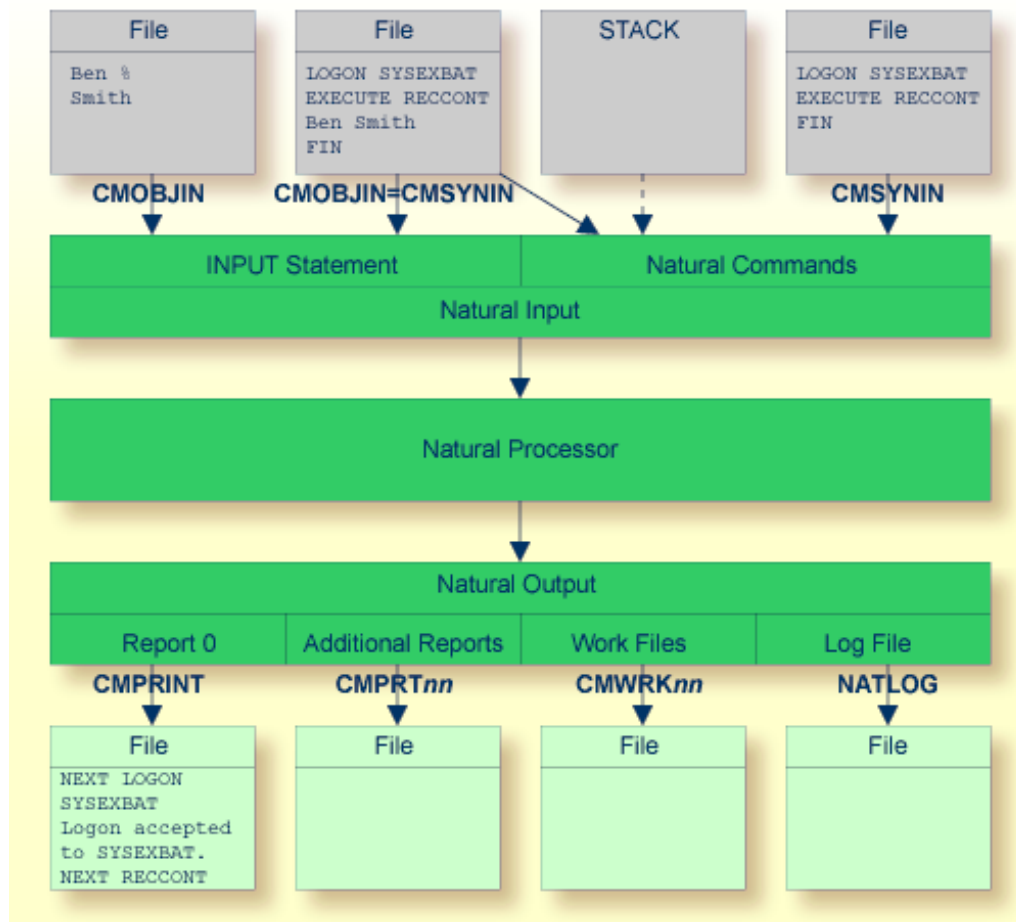 File
Ben %
Smith
File
LOGON SYSEXBAT
EXECUTE RECCONT
Ben Smith
FIN
STACK
File
LOGON SYSEXBAT
EXECUTE RECCONT
FIN
CMOBJIN
CMOBJIN=CMSYNIN
CMSYNIN
INPUT Statement
Natural Commands
Natural Input
Natural Processor
Natural Output
Report 0
Additional Reports
Work Files
Log File
CMPRINT
CMPRTnn
CMWRKnn
NATLOG
File
NEXT LOGON
SYSEXBAT
Logon accepted
to SYSEXBAT.
NEXT RECCONT
File
File
File